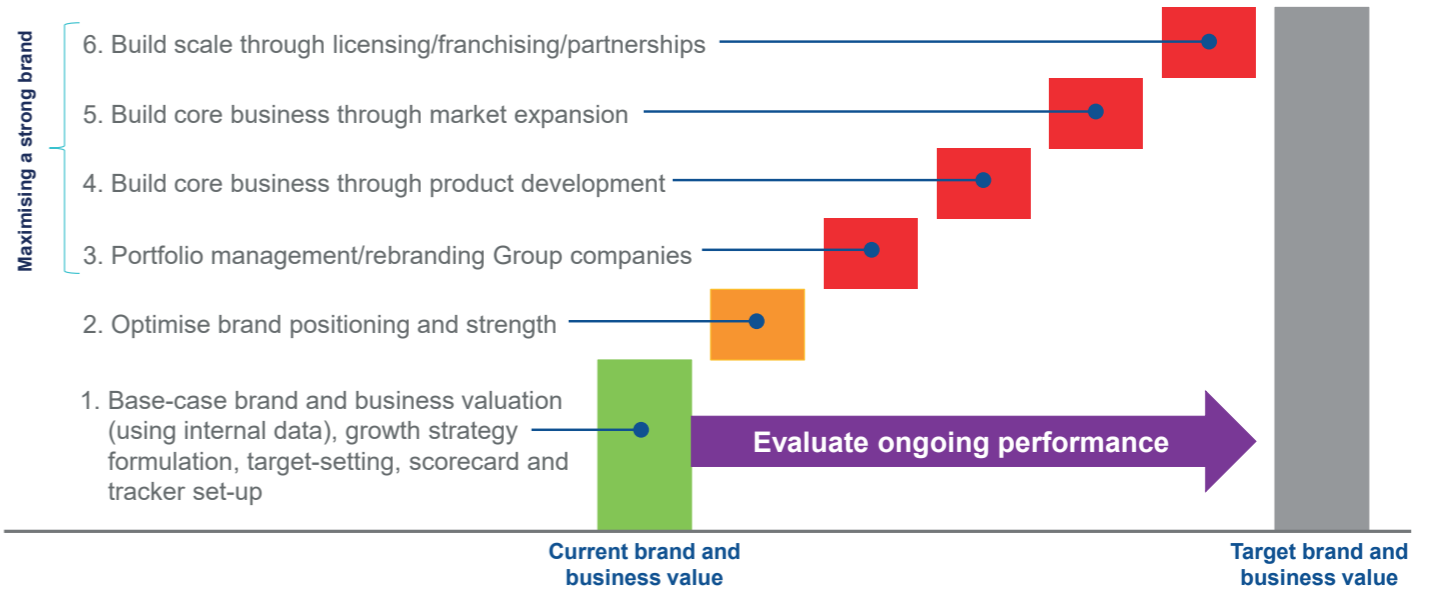 Maximising a strong brand
6. Build scale through licensing/franchising/partnerships
5. Build core business through market expansion
4. Build core business through product development
3. Portfolio management/rebranding Group companies
2. Optimise brand positioning and strength
1. Base-case brand and business valuation
(using internal data), growth strategy
formulation, target-setting, scorecard and
tracker set-up
Evaluate ongoing performance
Current brand and
business value
Target brand and
business value